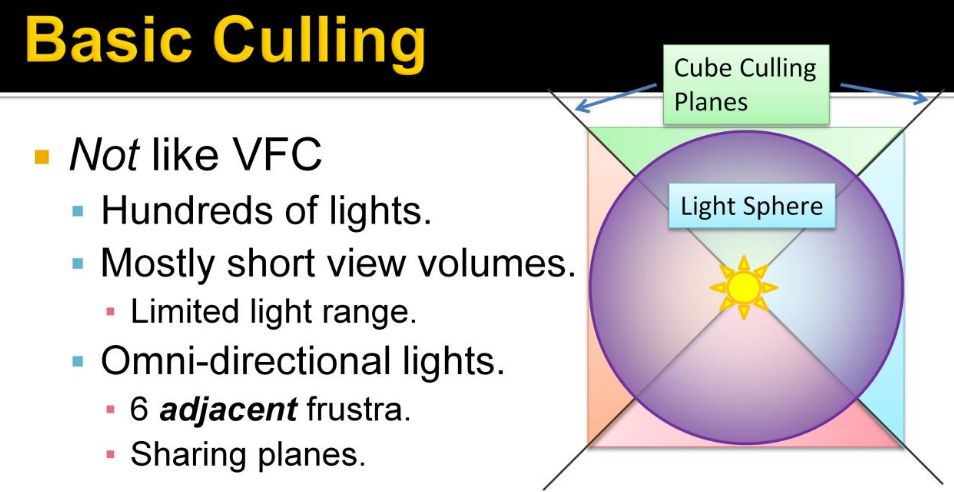 Basic Culling
Cube Culling
Planes
Not like VFC
Hundreds of lights.
Light Sphere
Mostly short view volumes.
Limited light range.
Omni-directional lights.
6 adjacent frustra.
Sharing planes.